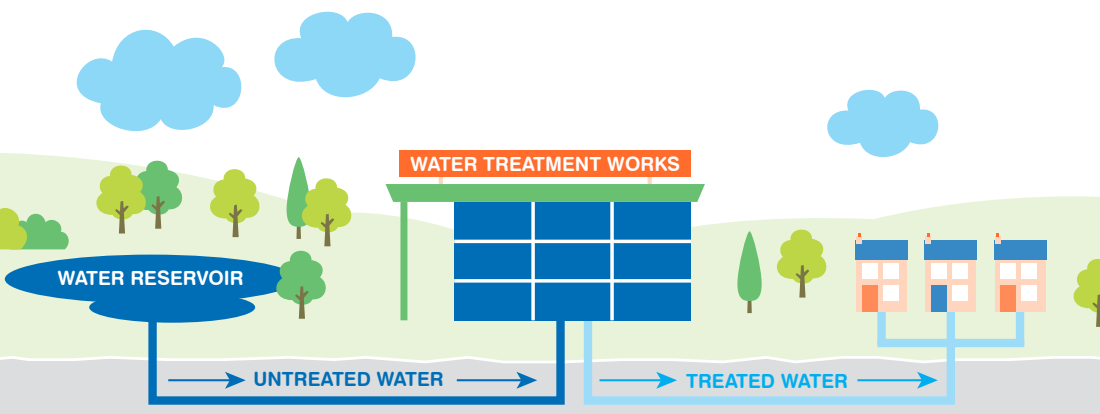 WATER TREATMENT WORKS
WATER RESERVOIR
UNTREATED WATER
TREATED WATER